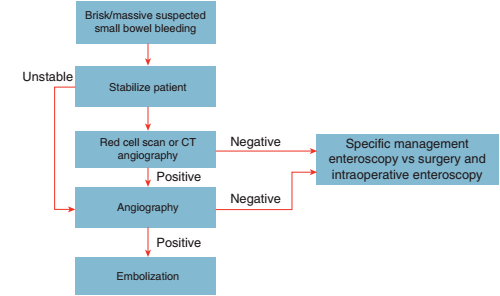 Brisk/massive suspected
small bowel bleeding
Unstable
Stabilize patient
Red cell scan or CT
angiography
Negative
Specific management
enteroscopy vs surgery and
intraoperative enteroscopy
Positive
Angiography
Negative
Positive
Embolization